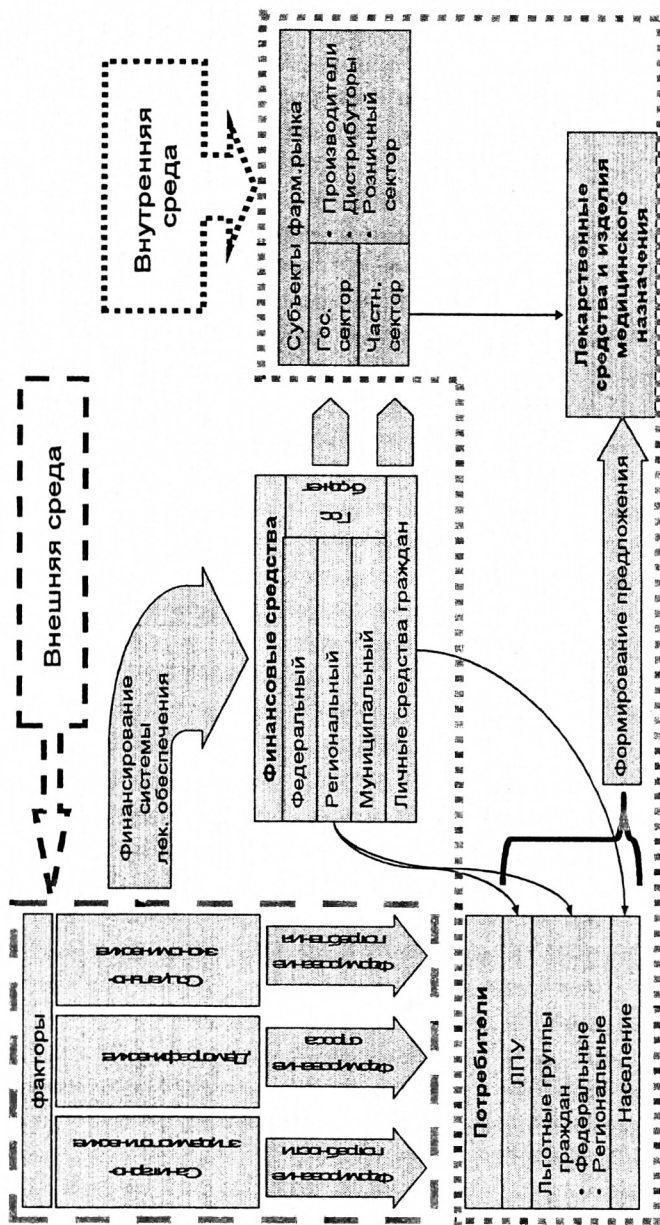 Внешняя среда
Внутренняя
среда
факторы
Санитарно-
эпидемиологические
Демографические
Социально-
экономические
Формирование
потребности
Формирование
спроса
Формирование
потребления
Финансирование
системы
лек. обеспечения
Финансовые средства
Федеральный
Региональный
Муниципальный
Гос
бюджет
Личные средства граждан
Субъекты фарм.рынка
Гос.
сектор
Частн.
сектор
• Производители
• Дистрибуторы
• Розничный
сектор
Потребители
ЛПУ
Льготные группы
граждан
• Федеральные
• Региональные
Население
Формирование предложения
Лекарственные
средства и изделия
медицинского
назначения